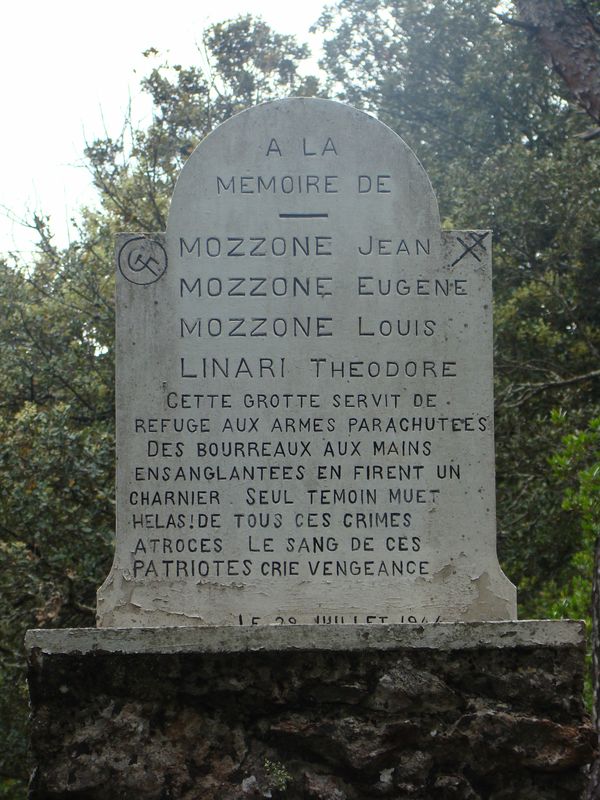 A LA
MEMOIRE DE
MOZZONE JEAN
MOZZONE EUGENE
MOZZONE LOUIS
LINARI THEODORE
CETTE GROTTE SERVIT DE
REFUGE AUX ARMES PARACHUTEES
DES BOURREAUX AUX MAINS
ENSANGLANTEES EN FIRENT UN
CHARNIER. SEUL TEMOIN MUET
HELAS! DE TOUS CES CRIMES
ATROCES LE SANG DE CES
PATRIOTES CRIE VENGEANCE
LE 29 JUILLET 1944